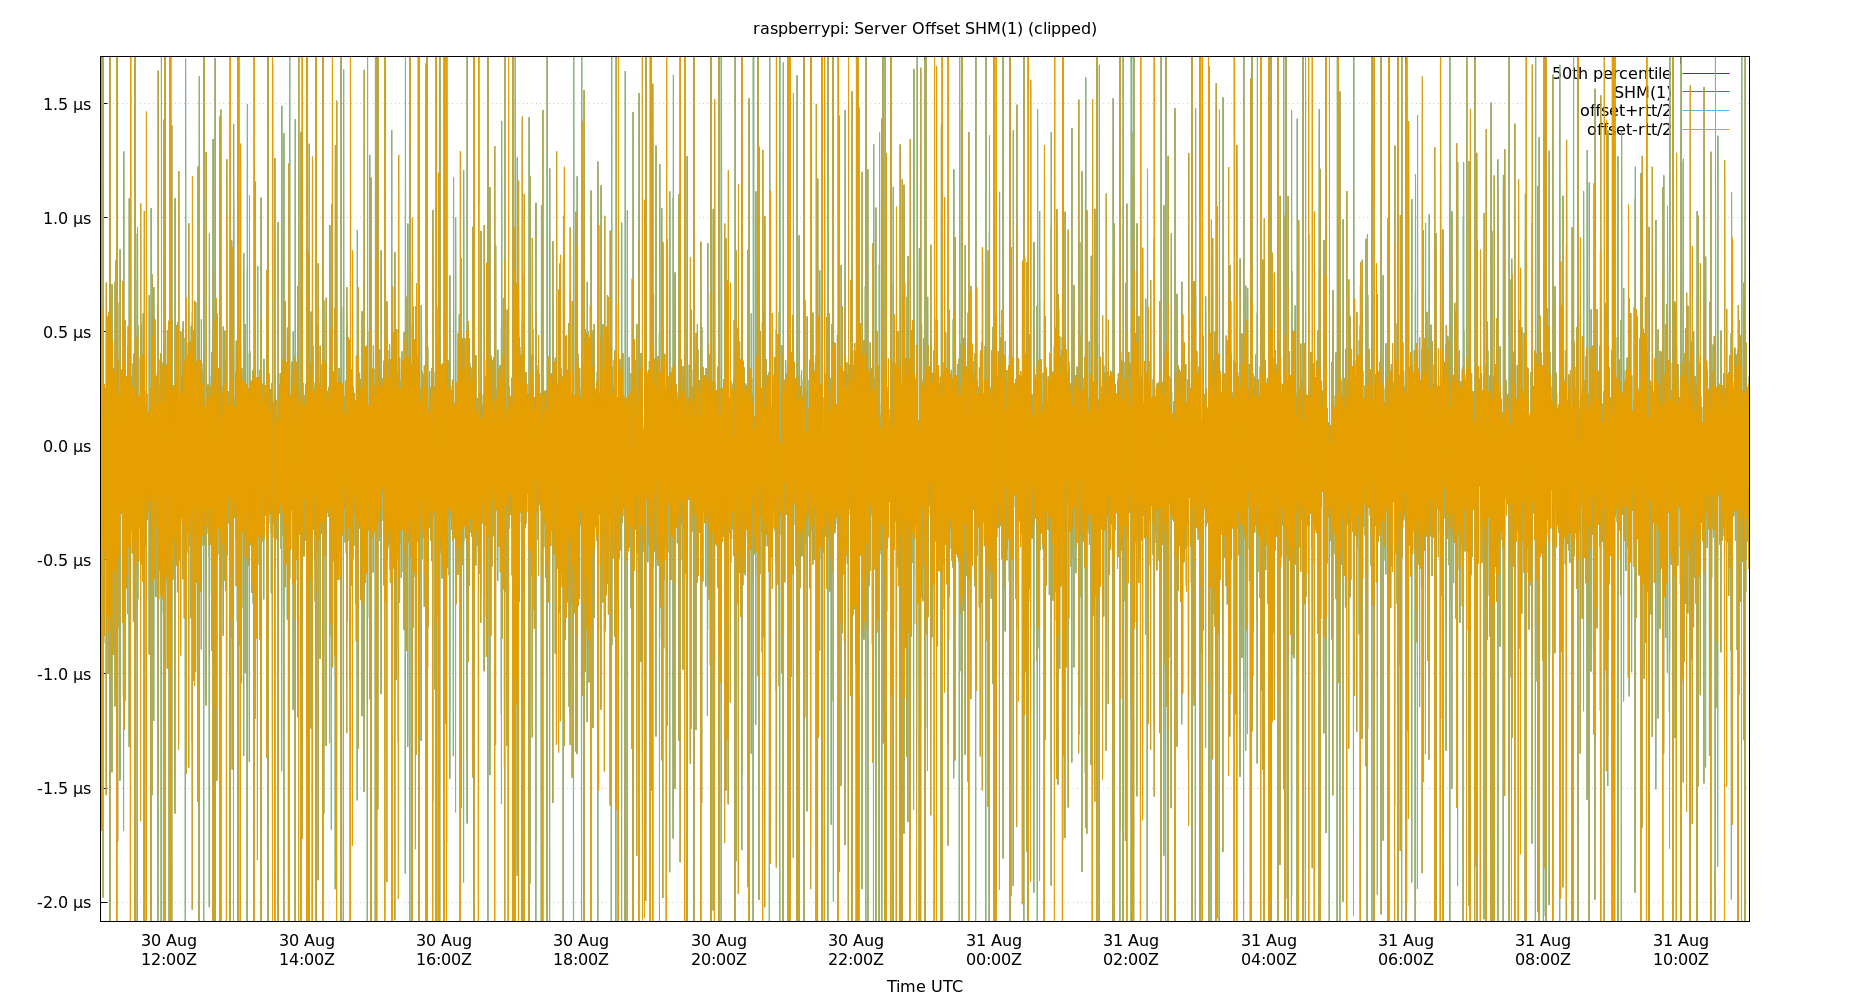 raspberrypi: Server Offset SHM(1) (clipped)
50th percentile
SHM(1)
offset+rtt/2
offset-rtt/2
1.5 µs
1.0 µs
0.5 µs
0.0 µs
-0.5 µs
-1.0 µs
-1.5 µs
-2.0 µs
30 Aug 30 Aug 30 Aug 30 Aug 30 Aug 30 Aug 31 Aug 31 Aug 31 Aug 31 Aug 31 Aug 31 Aug
12:00Z 14:00Z 16:00Z 18:00Z 20:00Z 22:00Z 00:00Z 02:00Z 04:00Z 06:00Z 08:00Z 10:00Z
Time UTC